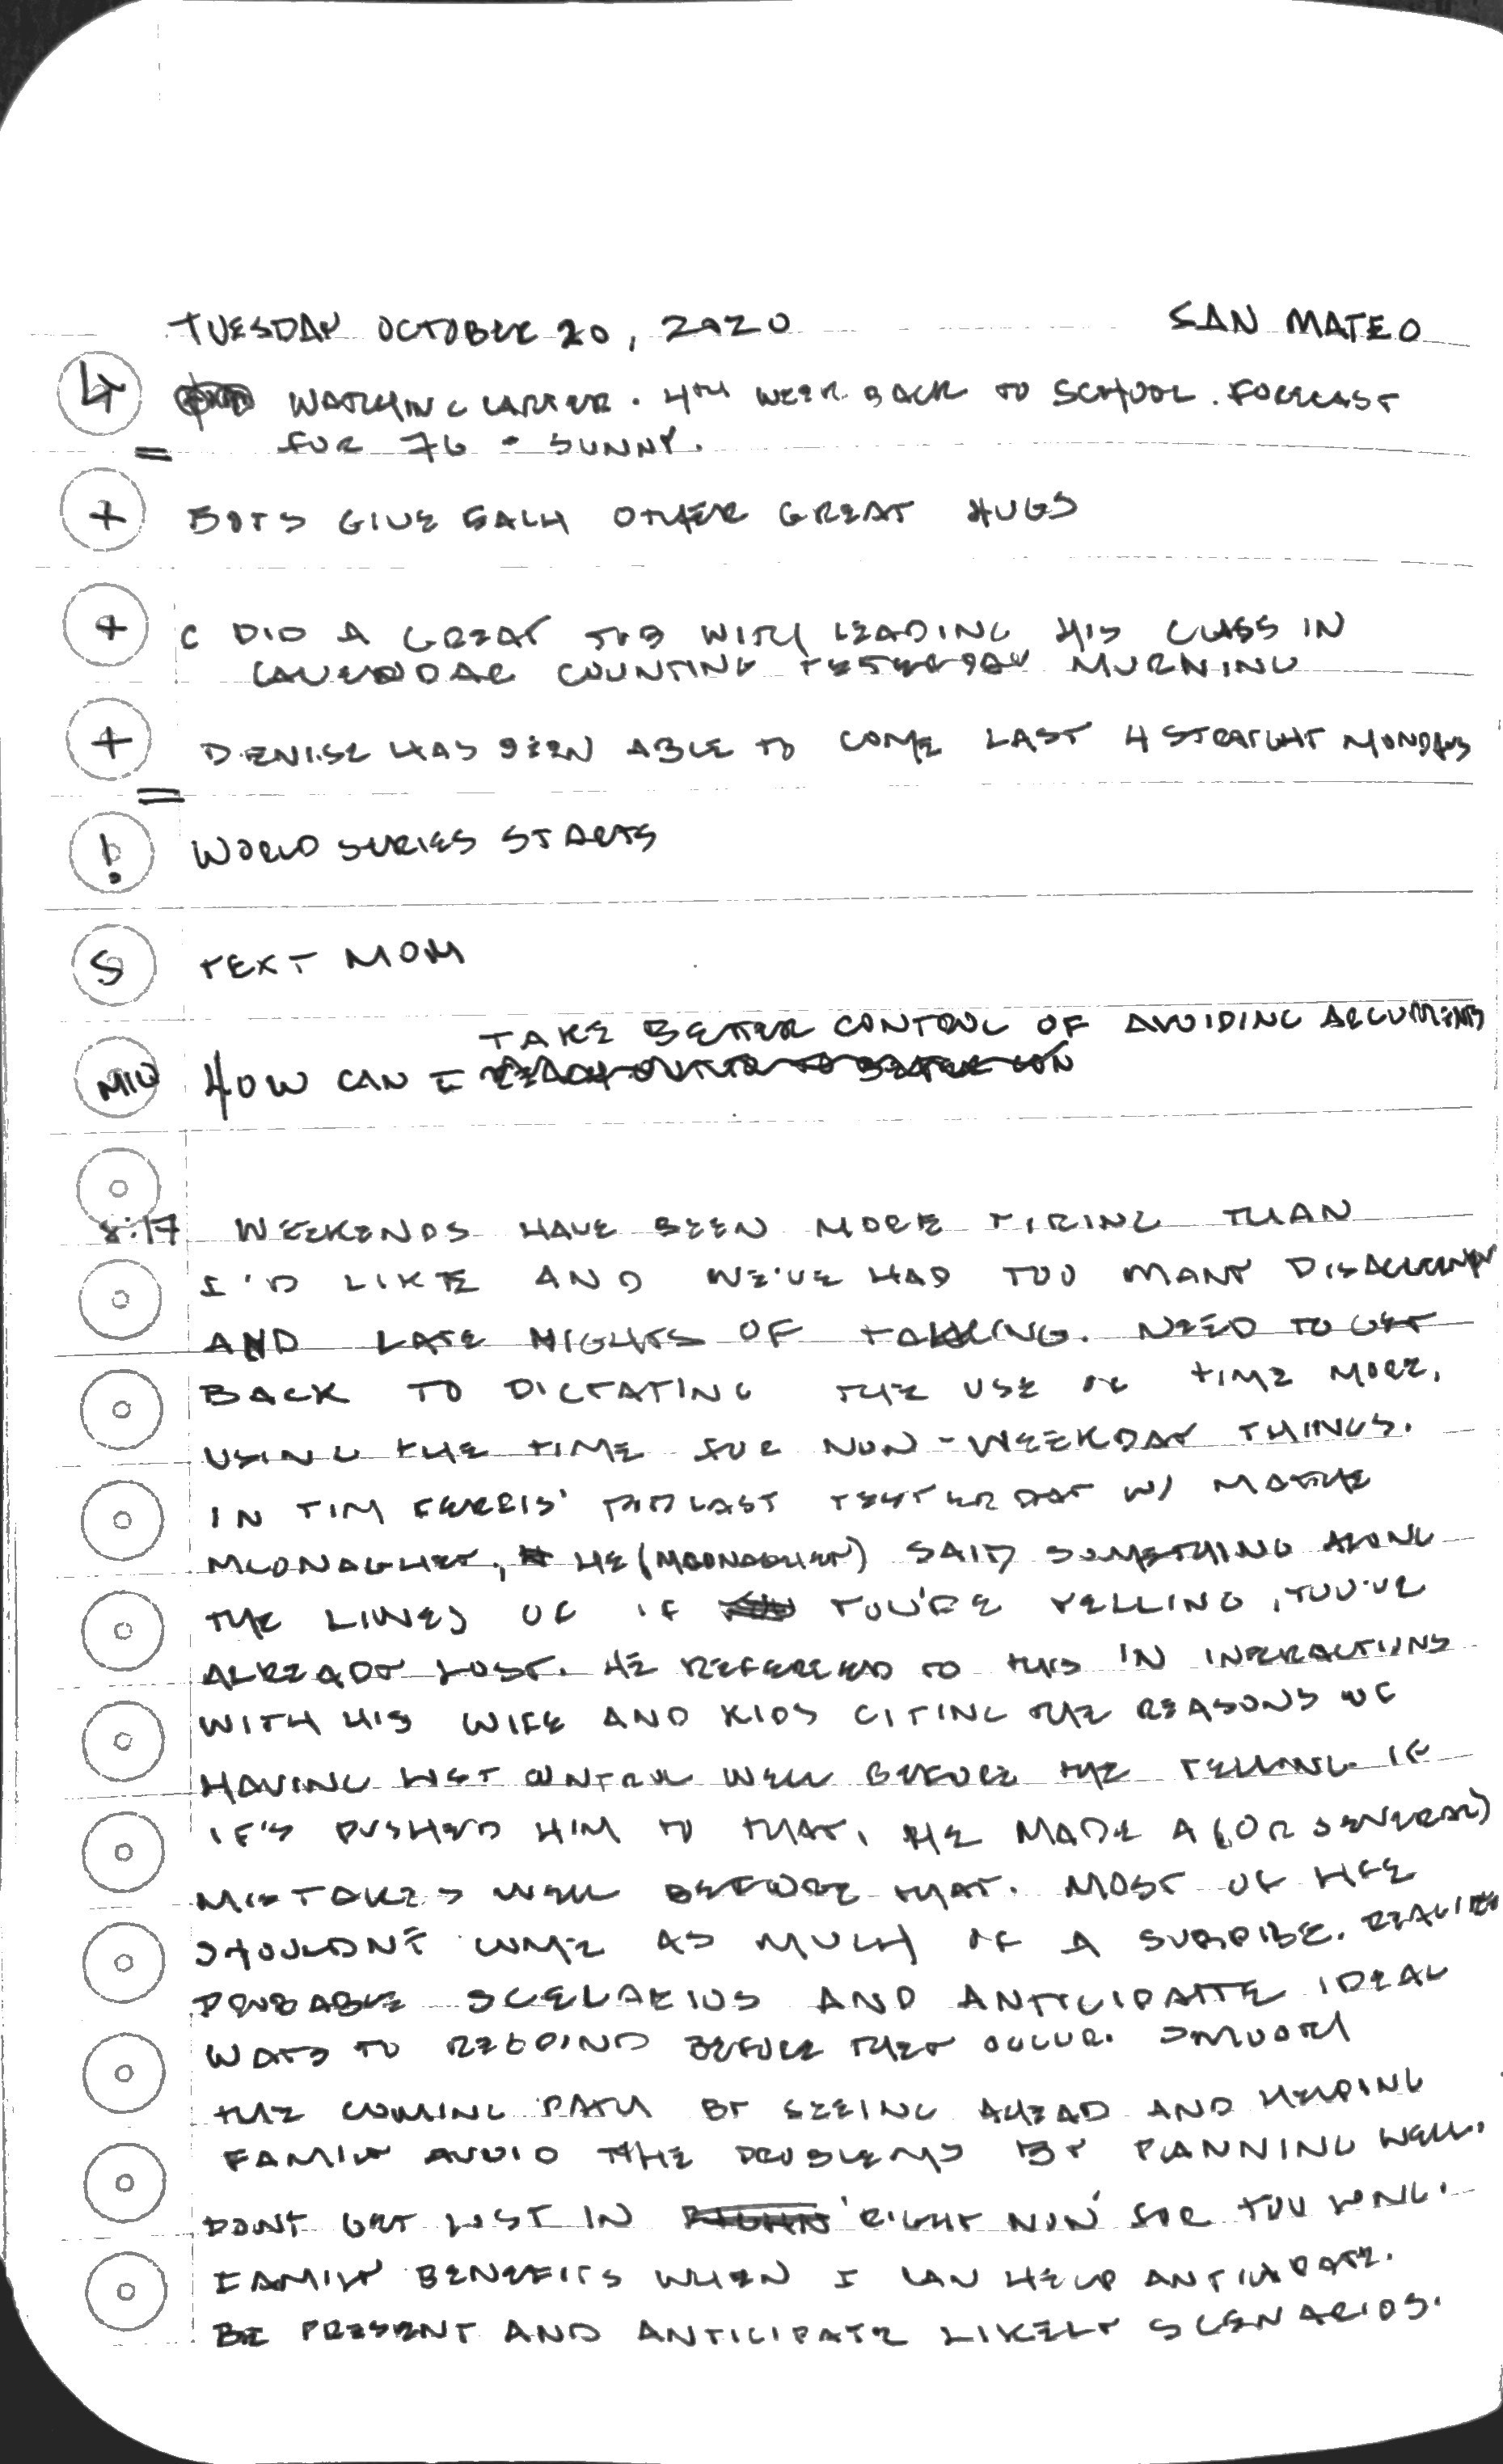 TUESDAY OCTOBER 20, 2020 SAN MATEO
4 WATCHING CARTER. 4TH WEEK BACK TO SCHOOL. FORECAST
= FOR 76 - SUNNY.
+ BOYS GIVE EACH OTHER GREAT HUGS
+ C DID A GREAT JOB WITH LEADING HIS CLASS IN
CALENDAR COUNTING YESTERDAY MORNING
+ DENISE HAS BEEN ABLE TO COME LAST 4 STRAIGHT MONDAYS
=
! WORLD SERIES STARTS
S TEXT MOM
TAKE BETTER CONTROL OF AVOIDING ARGUMENTS
HOW CAN I
8:17 WEEKENDS HAVE BEEN MORE TIRING THAN
I'D LIKE AND WE'VE HAD TOO MANY DISAGREEMENTS
AND LATE NIGHTS OF TALKING. NEED TO GET
BACK TO DICTATING THE USE OF TIME MORE,
USING THE TIME FOR NON-WEEKDAY THINGS.
IN TIM FERRIS' PODCAST YESTERDAY W/
MCONAGHEY, HE (MCONAGHEY) SAID SOMETHING ALONG
THE LINES OF IF YOU'RE YELLING, YOU'VE
ALREADY LOST. HE REFERRED TO THIS IN INTERACTIONS
WITH HIS WIFE AND KIDS CITING THE REASONS OF
HAVING LOST CONTROL WELL BEFORE THE YELLING. IF
IT'S PUSHED HIM TO THAT, HE MADE A (OR SEVERAL)
MISTAKES WELL BEFORE THAT. MOST OF LIFE
SHOULDN'T COME AS MUCH OF A SURPRISE. REALIZE
PROBABLE SCENARIOS AND ANTICIPATE IDEAL
WAYS TO RESPOND BEFORE THEY OCCUR. SMOOTH
THE COMING PATH BY SEEING AHEAD AND HELPING
FAMILY AVOID THE PROBLEMS BY PLANNING WELL.
DONT GET LOST IN 'RIGHT NOW' FOR TOO LONG.
FAMILY BENEFITS WHEN I CAN HELP ANTICIPATE.
BE PRESENT AND ANTICIPATE LIKELY SCENARIOS.